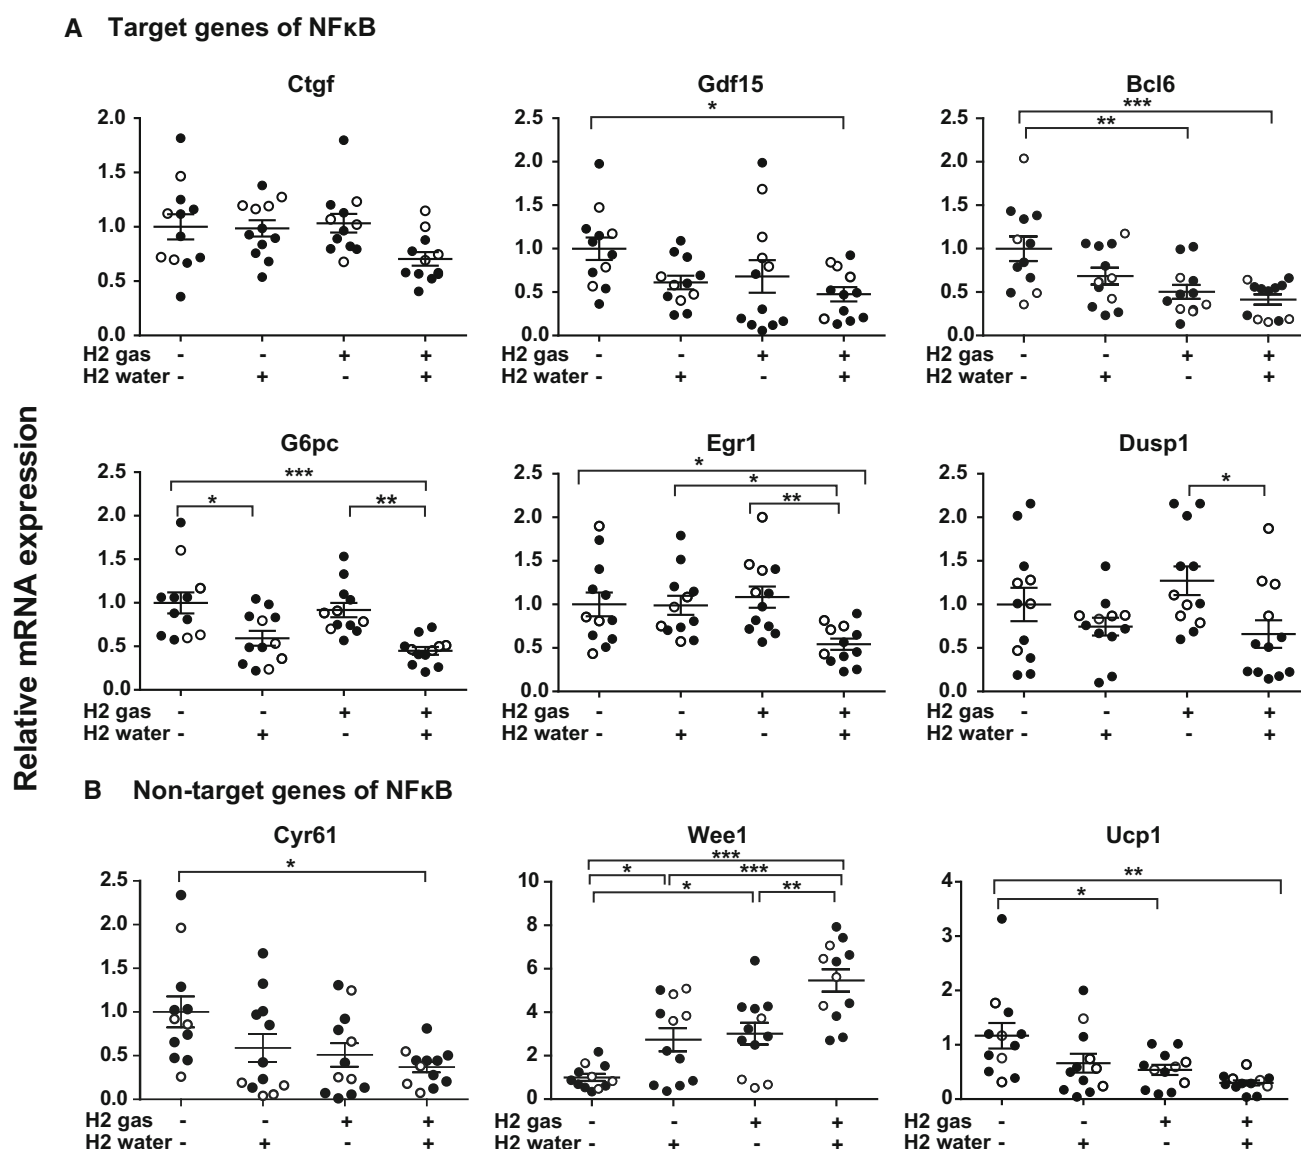 A Target genes of NFκB
Relative mRNA expression
Ctgf
2.0
1.5
1.0
0.5
0.0
H2 gas - - + +
H2 water - + - +
Gdf15
*
2.5
2.0
1.5
1.0
0.5
0.0
- - + +
- + - +
Bcl6
***
**
2.5
2.0
1.5
1.0
0.5
0.0
H2 gas - - + +
H2 water - + - +
G6pc
***
* **
2.5
2.0
1.5
1.0
0.5
0.0
H2 gas - - + +
H2 water - + - +
Egr1
*
*
**
2.5
2.0
1.5
1.0
0.5
0.0
H2 gas - - + +
H2 water - + - +
Dusp1
*
2.5
2.0
1.5
1.0
0.5
0.0
H2 gas - - + +
H2 water - + - +
B Non-target genes of NFκB
Cyr61
*
2.5
2.0
1.5
1.0
0.5
0.0
H2 gas - - + +
H2 water - + - +
Wee1
***
* ***
* **
10
8
6
4
2
0
H2 gas - - + +
H2 water - + - +
Ucp1
**
*
4
3
2
1
0
H2 gas - - + +
H2 water - + - +